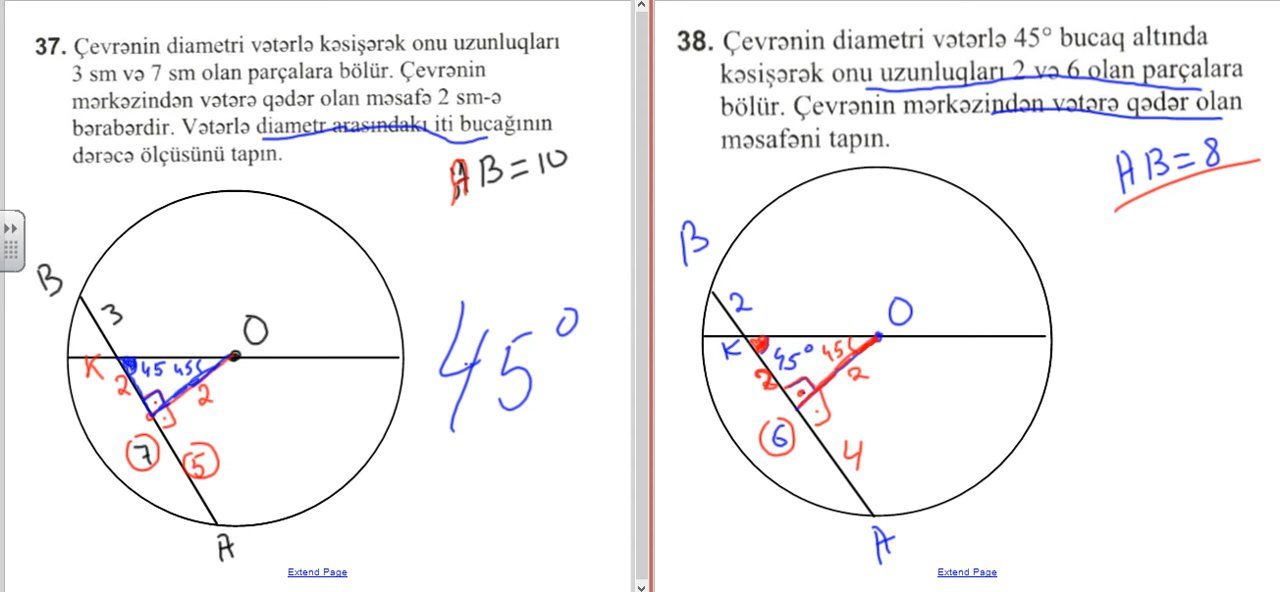 37. Çevrənin diametri vətərlə kəsişərək onu uzunluqları
3 sm və 7 sm olan parçalara bölür. Çevrənin
mərkəzindən vətərə qədər olan məsafə 2 sm-ə
bərabərdir. Vətərlə diametr arasındakı iti bucağının
dərəcə ölçüsünü tapın.
AB=10
B
3
O
K
45
45
2
2
7
5
A
45°
Extend Page
38. Çevrənin diametri vətərlə 45° bucaq altında
kəsişərək onu uzunluqları 2 və 6 olan parçalara
bölür. Çevrənin mərkəzindən vətərə qədər olan
məsafəni tapın.
AB=8
B
2
O
K
45°
45
2
2
6
4
A
Extend Page